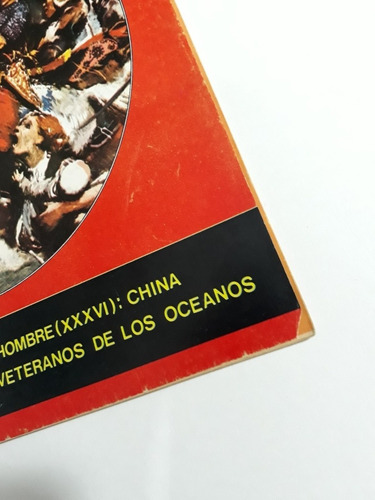 HOMBRE (XXXVI): CHINA
VETERANOS DE LOS OCEANOS